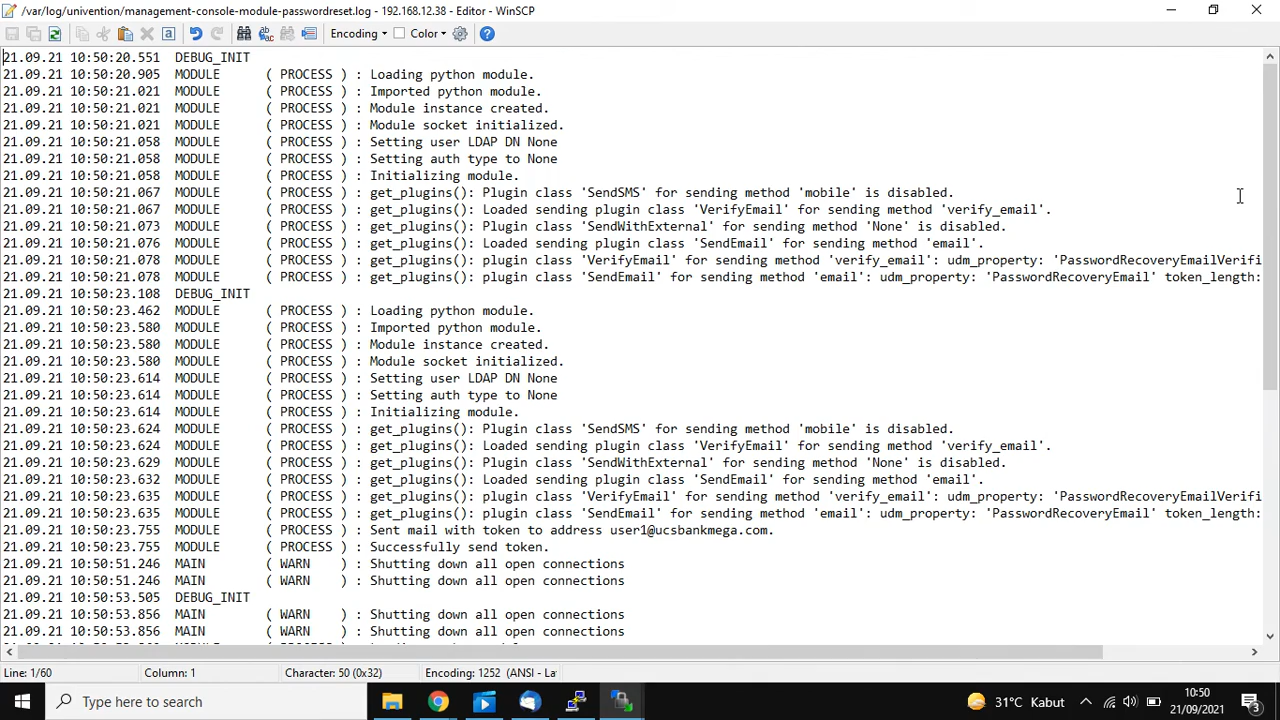 /var/log/univention/management-console-module-passwordreset.log - 192.168.12.38 - Editor - WinSCP
Encoding Color
21.09.21 10:50:20.551 DEBUG_INIT
21.09.21 10:50:20.905 MODULE ( PROCESS ) : Loading python module.
21.09.21 10:50:21.021 MODULE ( PROCESS ) : Imported python module.
21.09.21 10:50:21.021 MODULE ( PROCESS ) : Module instance created.
21.09.21 10:50:21.021 MODULE ( PROCESS ) : Module socket initialized.
21.09.21 10:50:21.058 MODULE ( PROCESS ) : Setting user LDAP DN None
21.09.21 10:50:21.058 MODULE ( PROCESS ) : Setting auth type to None
21.09.21 10:50:21.058 MODULE ( PROCESS ) : Initializing module.
21.09.21 10:50:21.067 MODULE ( PROCESS ) : get_plugins(): Plugin class 'SendSMS' for sending method 'mobile' is disabled.
21.09.21 10:50:21.067 MODULE ( PROCESS ) : get_plugins(): Loaded sending plugin class 'VerifyEmail' for sending method 'verify_email'.
21.09.21 10:50:21.073 MODULE ( PROCESS ) : get_plugins(): Plugin class 'SendWithExternal' for sending method 'None' is disabled.
21.09.21 10:50:21.076 MODULE ( PROCESS ) : get_plugins(): Loaded sending plugin class 'SendEmail' for sending method 'email'.
21.09.21 10:50:21.078 MODULE ( PROCESS ) : get_plugins(): plugin class 'VerifyEmail' for sending method 'verify_email': udm_property: 'PasswordRecoveryEmailVerifi
21.09.21 10:50:21.078 MODULE ( PROCESS ) : get_plugins(): plugin class 'SendEmail' for sending method 'email': udm_property: 'PasswordRecoveryEmail' token_length:
21.09.21 10:50:23.108 DEBUG_INIT
21.09.21 10:50:23.462 MODULE ( PROCESS ) : Loading python module.
21.09.21 10:50:23.580 MODULE ( PROCESS ) : Imported python module.
21.09.21 10:50:23.580 MODULE ( PROCESS ) : Module instance created.
21.09.21 10:50:23.580 MODULE ( PROCESS ) : Module socket initialized.
21.09.21 10:50:23.614 MODULE ( PROCESS ) : Setting user LDAP DN None
21.09.21 10:50:23.614 MODULE ( PROCESS ) : Setting auth type to None
21.09.21 10:50:23.614 MODULE ( PROCESS ) : Initializing module.
21.09.21 10:50:23.624 MODULE ( PROCESS ) : get_plugins(): Plugin class 'SendSMS' for sending method 'mobile' is disabled.
21.09.21 10:50:23.624 MODULE ( PROCESS ) : get_plugins(): Loaded sending plugin class 'VerifyEmail' for sending method 'verify_email'.
21.09.21 10:50:23.629 MODULE ( PROCESS ) : get_plugins(): Plugin class 'SendWithExternal' for sending method 'None' is disabled.
21.09.21 10:50:23.632 MODULE ( PROCESS ) : get_plugins(): Loaded sending plugin class 'SendEmail' for sending method 'email'.
21.09.21 10:50:23.635 MODULE ( PROCESS ) : get_plugins(): plugin class 'VerifyEmail' for sending method 'verify_email': udm_property: 'PasswordRecoveryEmailVerifi
21.09.21 10:50:23.635 MODULE ( PROCESS ) : get_plugins(): plugin class 'SendEmail' for sending method 'email': udm_property: 'PasswordRecoveryEmail' token_length:
21.09.21 10:50:23.755 MODULE ( PROCESS ) : Sent mail with token to address user1@ucsbankmega.com.
21.09.21 10:50:23.755 MODULE ( PROCESS ) : Successfully send token.
21.09.21 10:50:51.246 MAIN ( WARN ) : Shutting down all open connections
21.09.21 10:50:51.246 MAIN ( WARN ) : Shutting down all open connections
21.09.21 10:50:53.505 DEBUG_INIT
21.09.21 10:50:53.856 MAIN ( WARN ) : Shutting down all open connections
21.09.21 10:50:53.856 MAIN ( WARN ) : Shutting down all open connections
Line: 1/60 Column: 1 Character: 50 (0x32) Encoding: 1252 (ANSI - La
Type here to search
31°C Kabut
10:50
21/09/2021
3